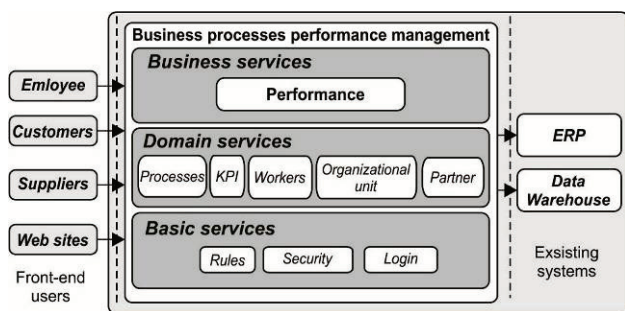 Business processes performance management
Business services
Performance
Emloyee
Customers
Suppliers
Web sites
Front-end
users
Domain services
Processes
KPI
Workers
Organizational
unit
Partner
Basic services
Rules
Security
Login
ERP
Data
Warehouse
Exsisting
systems